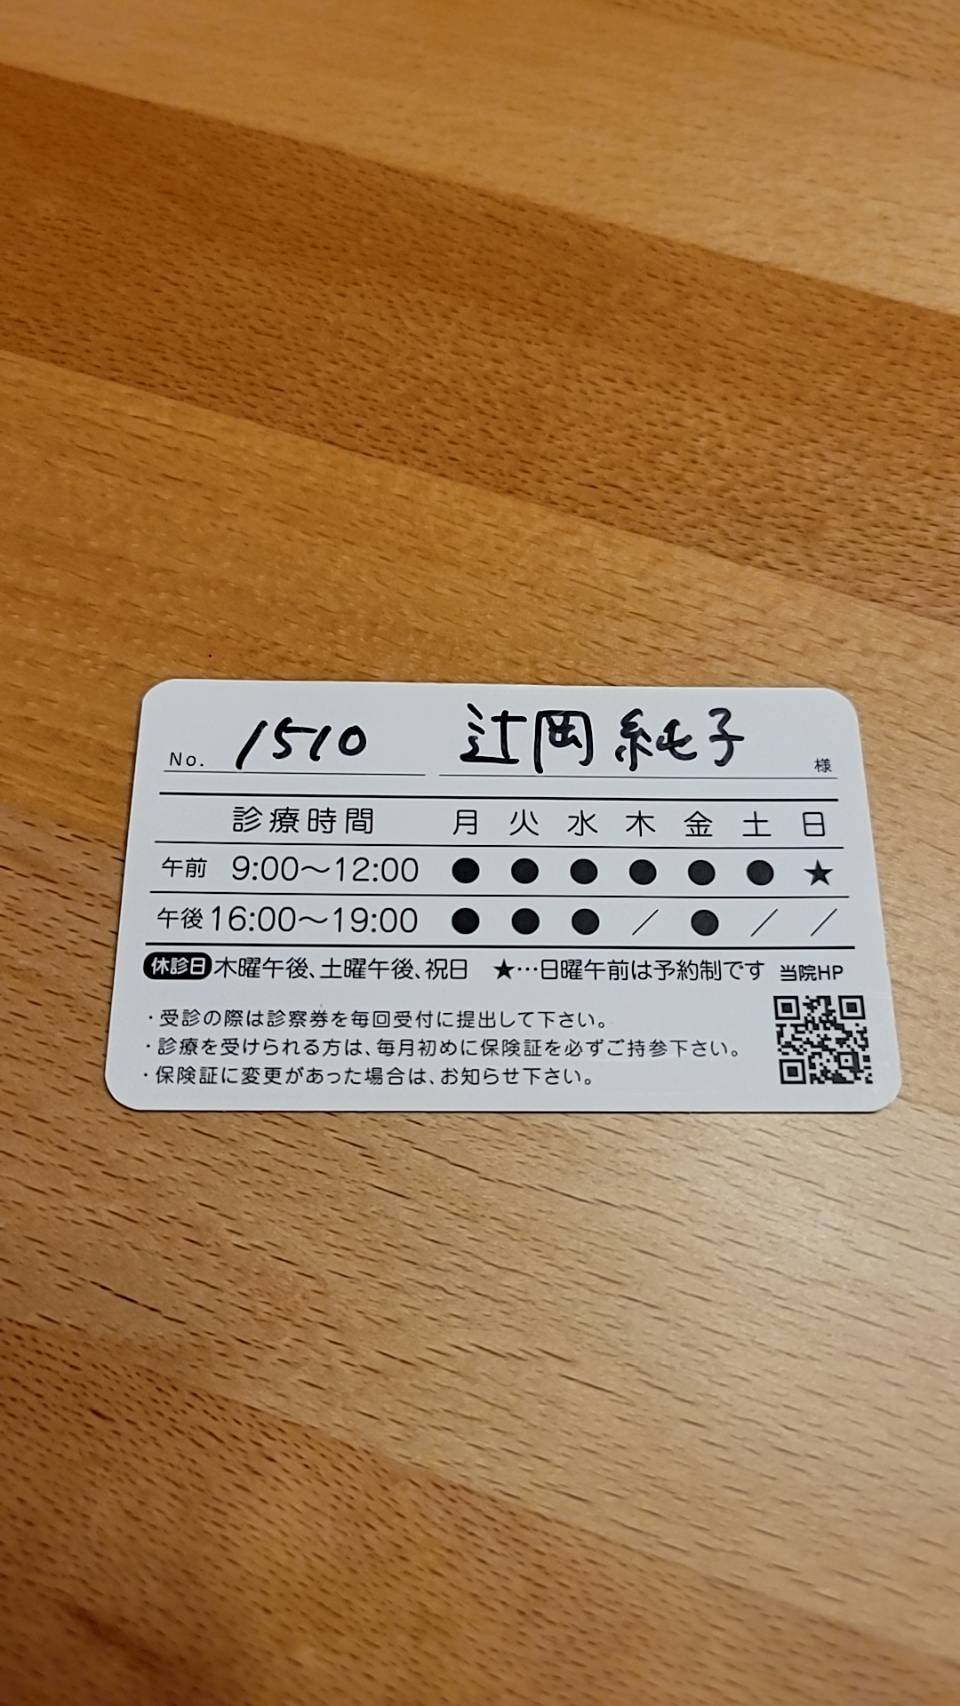 No. 1510 辻岡純子 様
診療時間 月 火 水 木 金 土 日
午前 9:00〜12:00 ● ● ● ● ● ● ★
午後 16:00〜19:00 ● ● ● ／ ● ／ ／
休診日 木曜午後、土曜午後、祝日 ★…日曜午前は予約制です 当院HP
・受診の際は診察券を毎回受付に提出して下さい。
・診療を受けられる方は、毎月初めに保険証を必ずご持参下さい。
・保険証に変更があった場合は、お知らせ下さい。